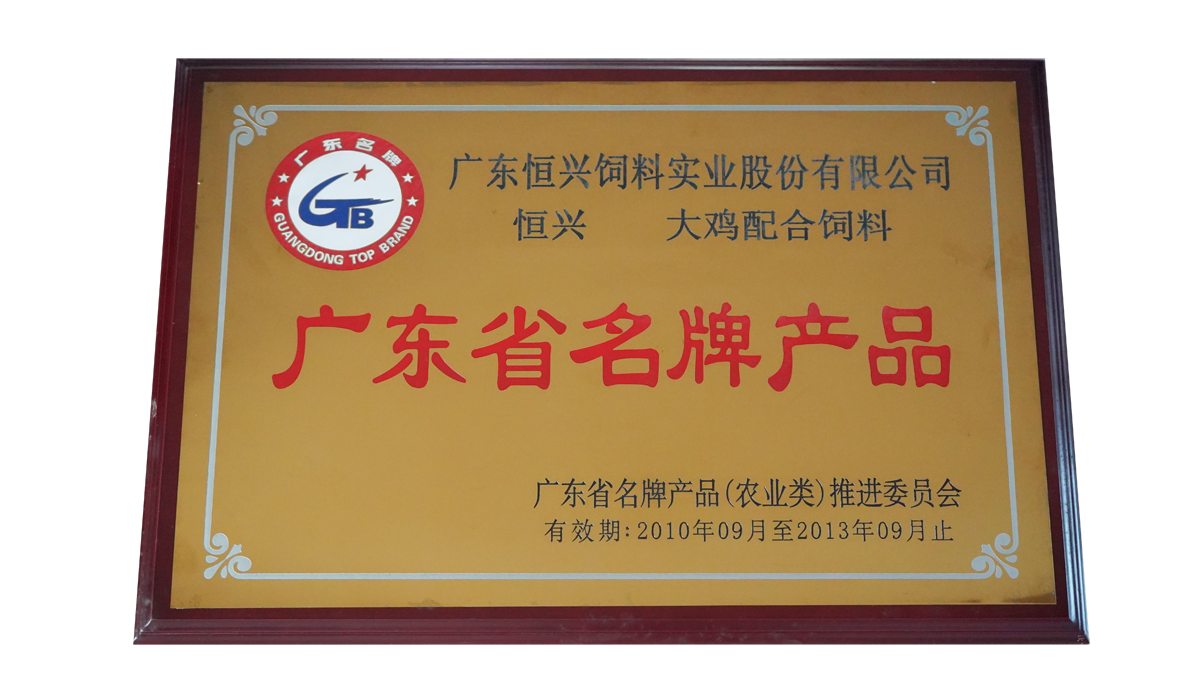 广东名牌
GTB
GUANGDONG TOP BRAND
广东恒兴饲料实业股份有限公司
恒兴 大鸡配合饲料
广东省名牌产品
广东省名牌产品(农业类)推进委员会
有效期:2010年09月至2013年09月止